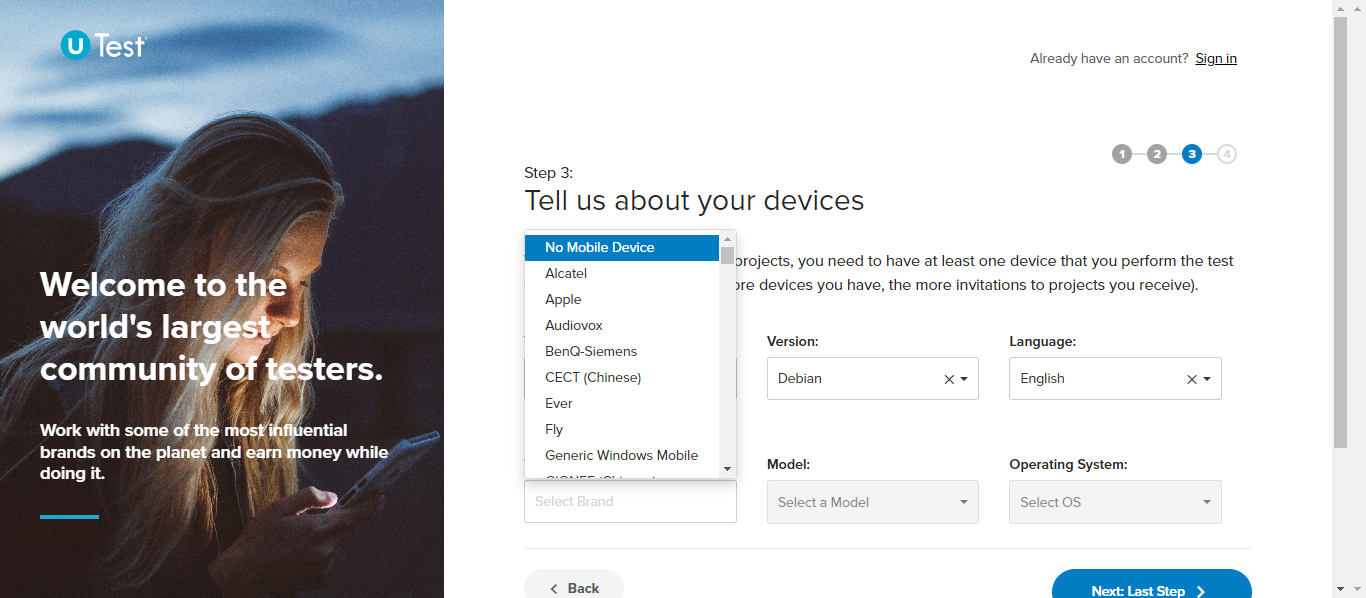 U Test
Already have an account? Sign in
1 2 3 4
Step 3:
Tell us about your devices
No Mobile Device
Alcatel
Apple
Audiovox
BenQ-Siemens
CECT (Chinese)
Ever
Fly
Generic Windows Mobile
projects, you need to have at least one device that you perform the test
ore devices you have, the more invitations to projects you receive).
Version:
Debian
Language:
English
Select Brand
Model:
Select a Model
Operating System:
Select OS
Back
Next: Last Step
Welcome to the
world's largest
community of testers.
Work with some of the most influential
brands on the planet and earn money while
doing it.